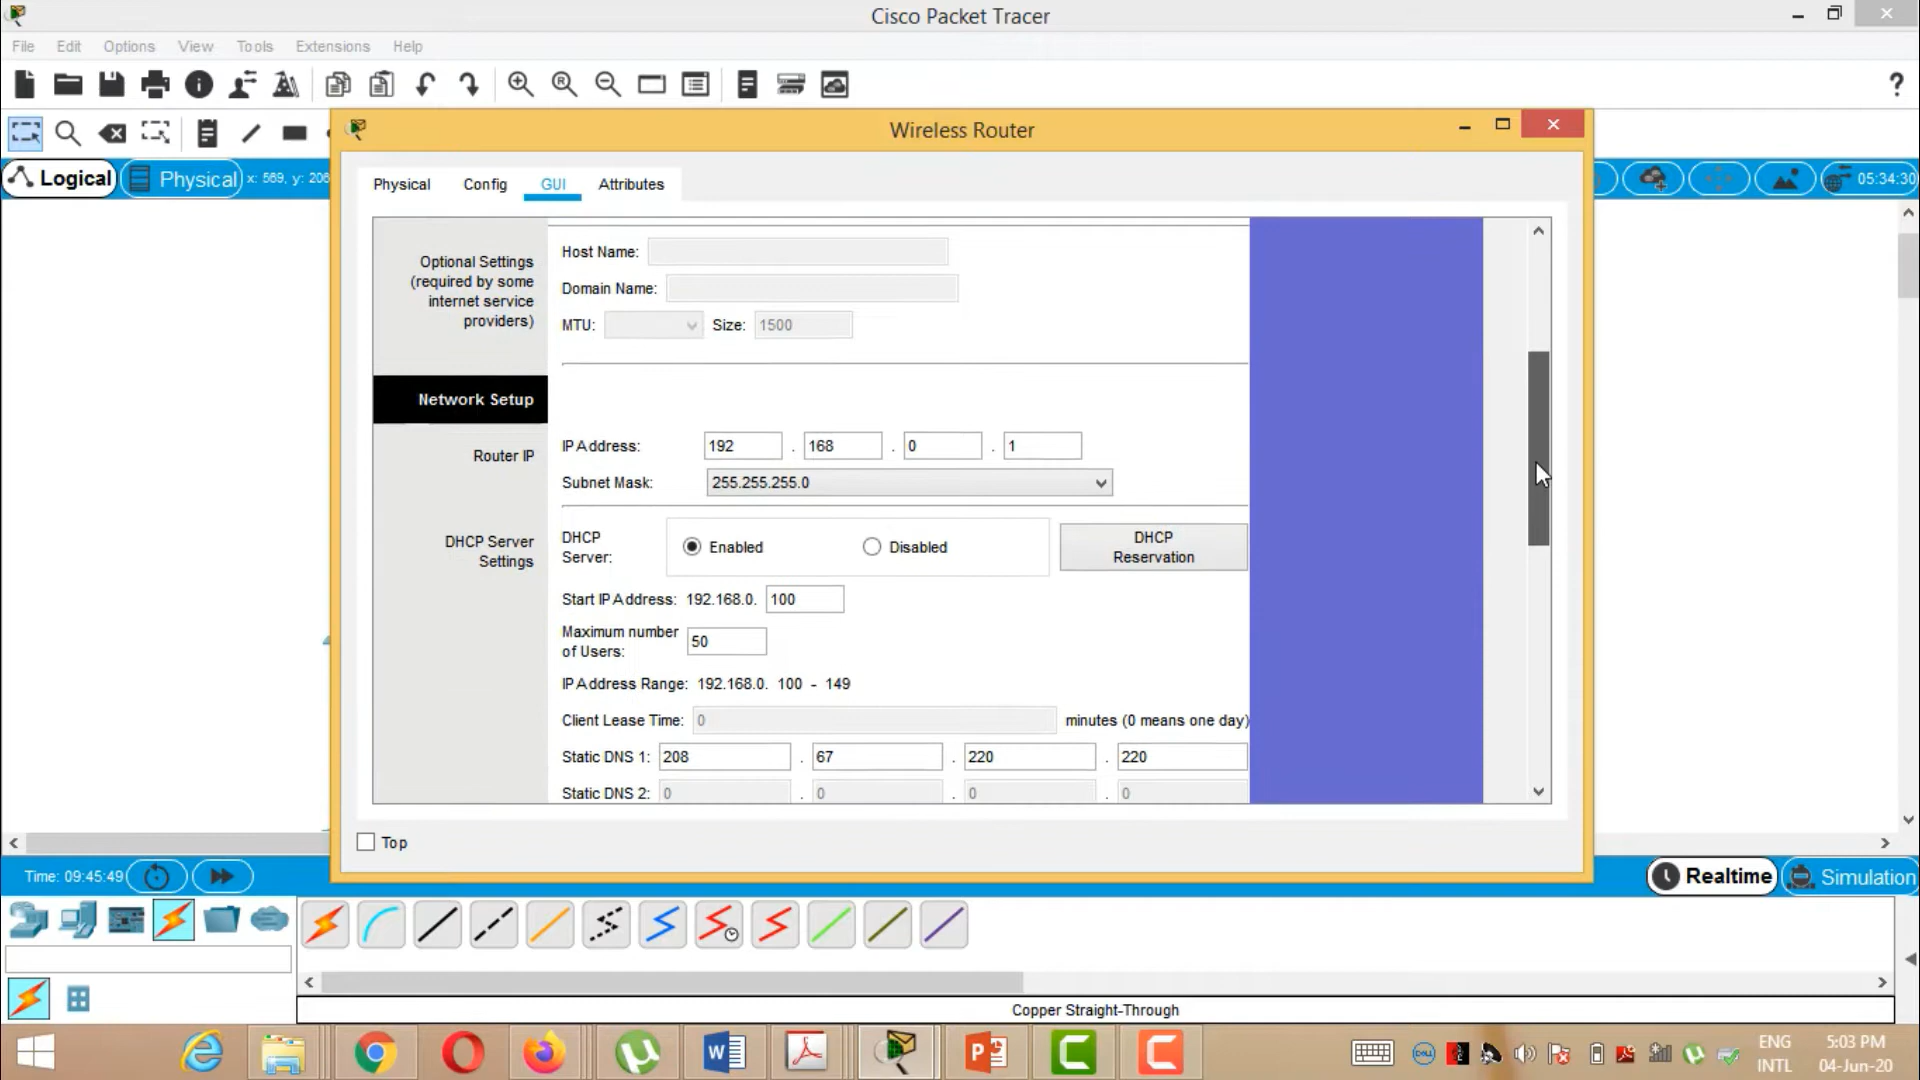 Cisco Packet Tracer
File Edit Options View Tools Extensions Help
?
Wireless Router
Logical Physical x: 569, y: 206
05:34:30
Physical Config GUI Attributes
Optional Settings
(required by some
internet service
providers)
Host Name:
Domain Name:
MTU: Size: 1500
Network Setup
Router IP
IP Address: 192 . 168 . 0 . 1
Subnet Mask: 255.255.255.0
DHCP Server
Settings
DHCP
Server:
Enabled Disabled
DHCP
Reservation
Start IP Address: 192.168.0. 100
Maximum number
of Users:
50
IP Address Range: 192.168.0. 100 - 149
Client Lease Time: 0 minutes (0 means one day)
Static DNS 1: 208 . 67 . 220 . 220
Static DNS 2: 0 . 0 . 0 . 0
Top
Time: 09:45:49
Realtime Simulation
Copper Straight-Through
ENG
INTL
5:03 PM
04-Jun-20